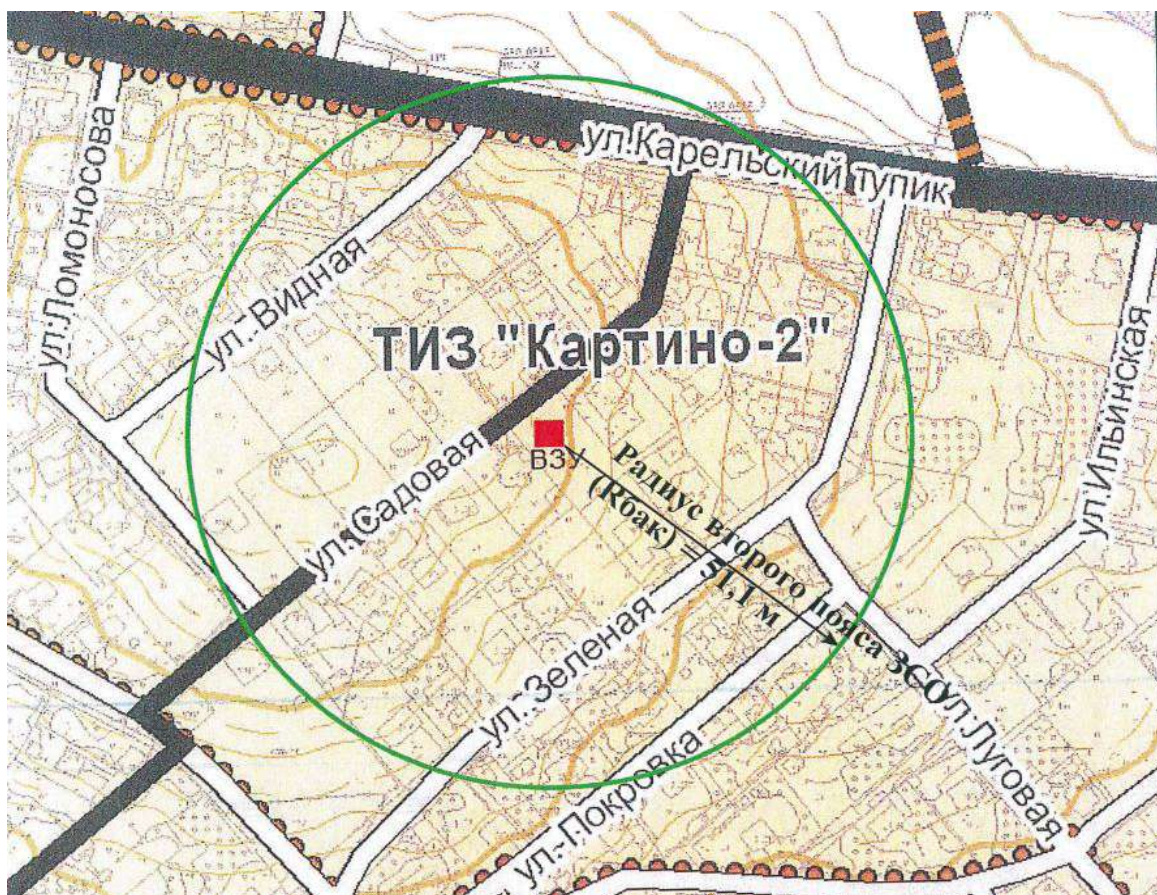 ул.Карельский тупик
ул.Ломоносова
ул.Видная
ТИЗ "Картино-2"
ул.Ильинская
ВЗУ
ул. Садовая
Радиус второго пояса ЗСО
(Rбак) = 51,1 м
ул. Зеленая
ул.Луговая
ул.Покровка